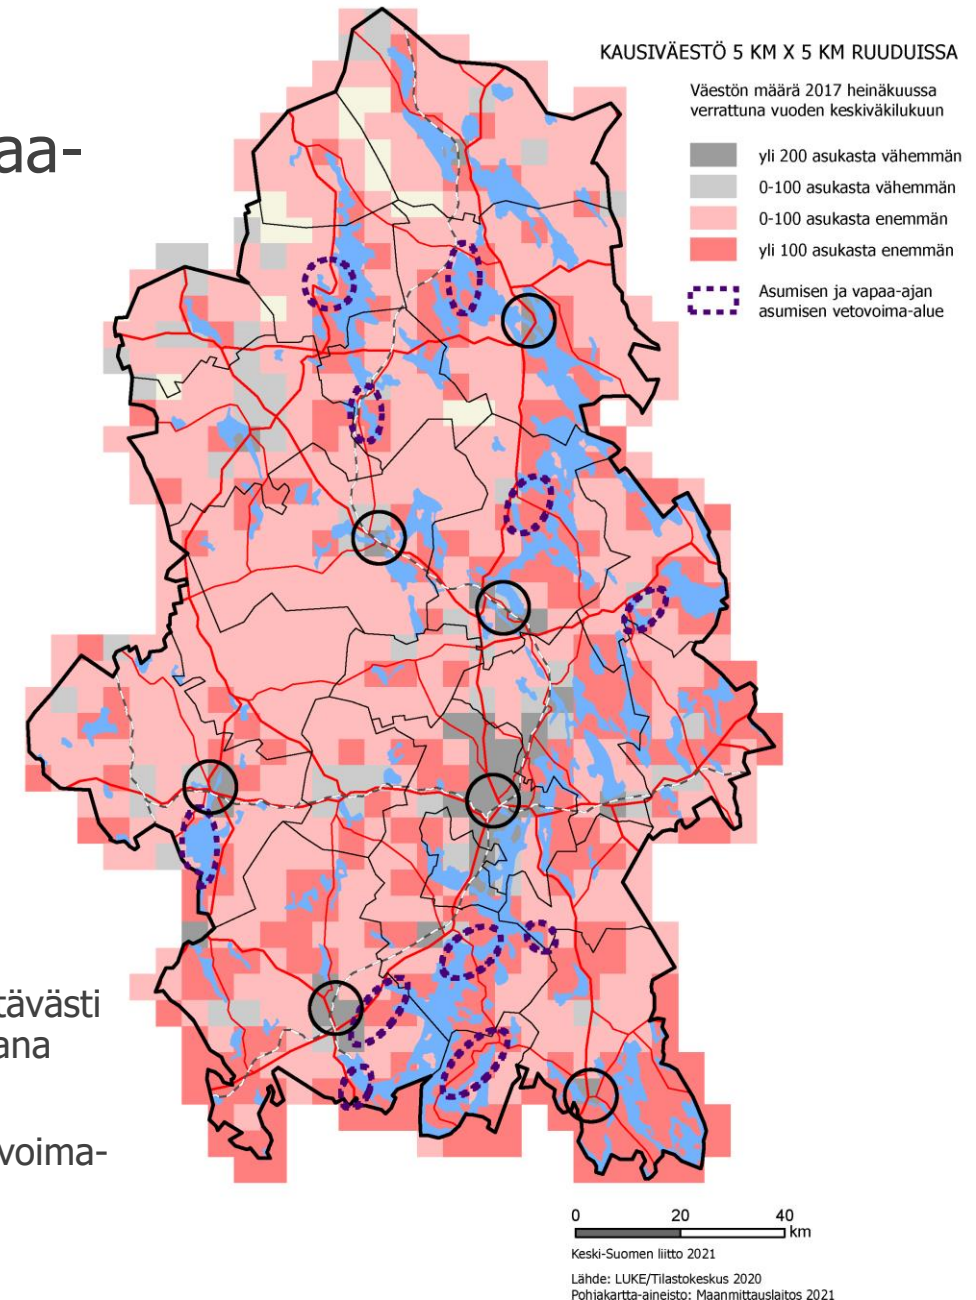 aa-
tävästi
ana
voima-
KAUSIVÄESTÖ 5 KM X 5 KM RUUDUISSA
Väestön määrä 2017 heinäkuussa
verrattuna vuoden keskiväkilukuun
yli 200 asukasta vähemmän
0-100 asukasta vähemmän
0-100 asukasta enemmän
yli 100 asukasta enemmän
Asumisen ja vapaa-ajan
asumisen vetovoima-alue
0 20 40
km
Keski-Suomen liitto 2021
Lähde: LUKE/Tilastokeskus 2020
Pohjakartta-aineisto: Maanmittauslaitos 2021